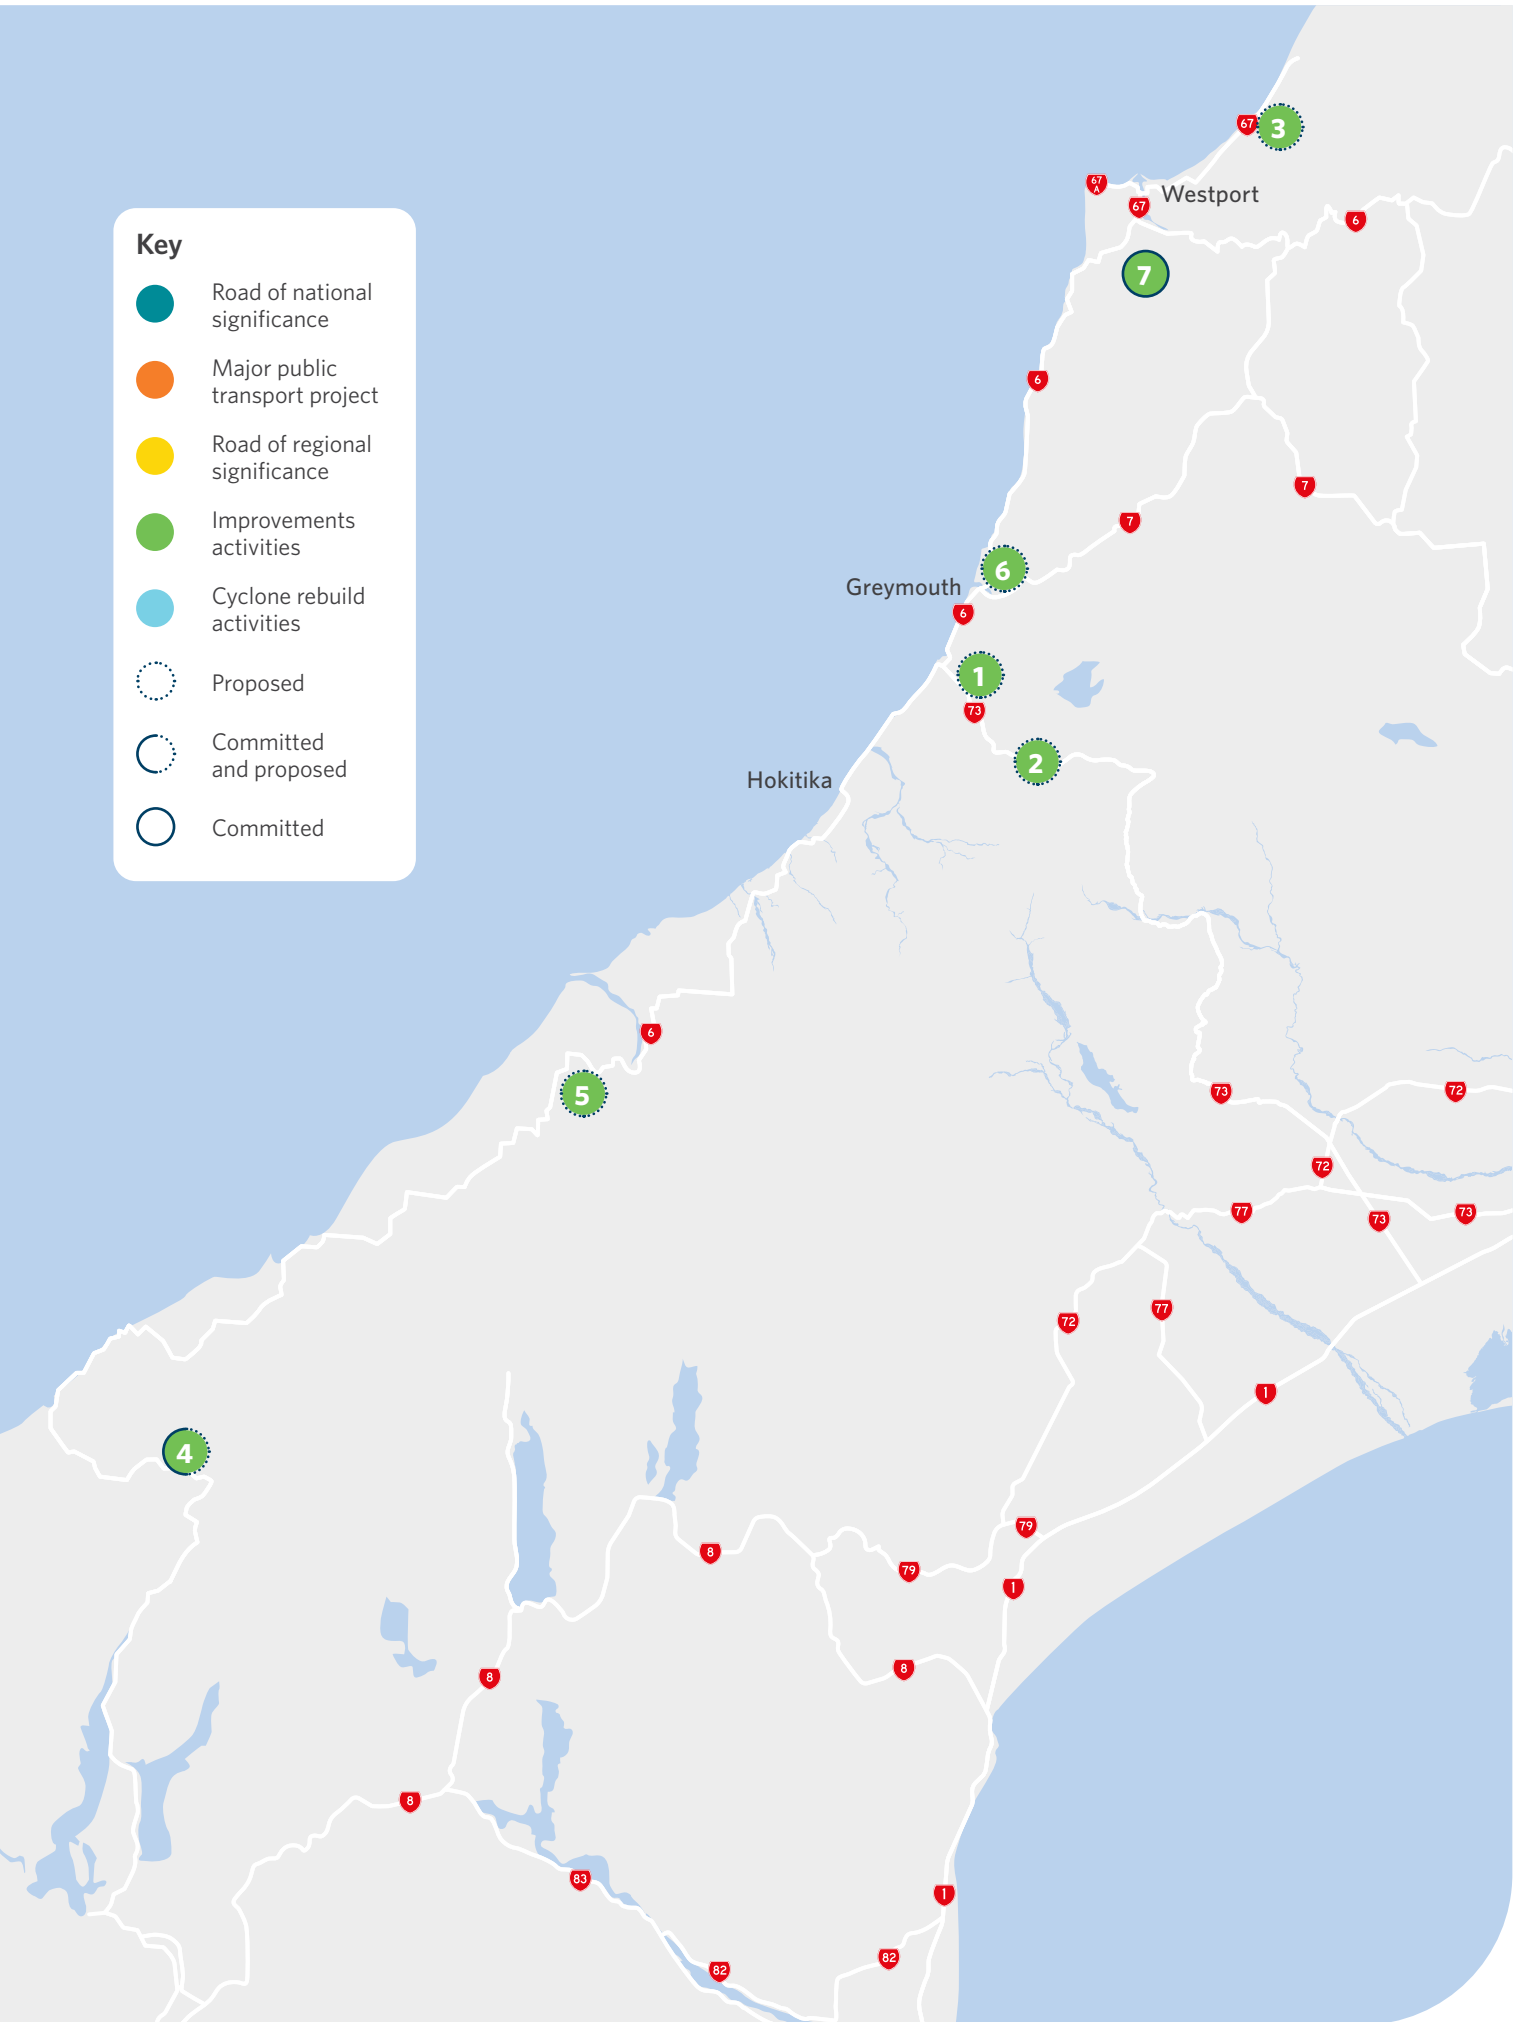 Key
Road of national
significance
Major public
transport project
Road of regional
significance
Improvements
activities
Cyclone rebuild
activities
Proposed
Committed
and proposed
Committed
67
3
67
A
Westport
67
6
7
6
7
7
6
Greymouth
6
1
73
2
Hokitika
6
5
73
72
72
77
73
73
77
72
1
4
79
8
79
1
8
8
8
83
1
82
82